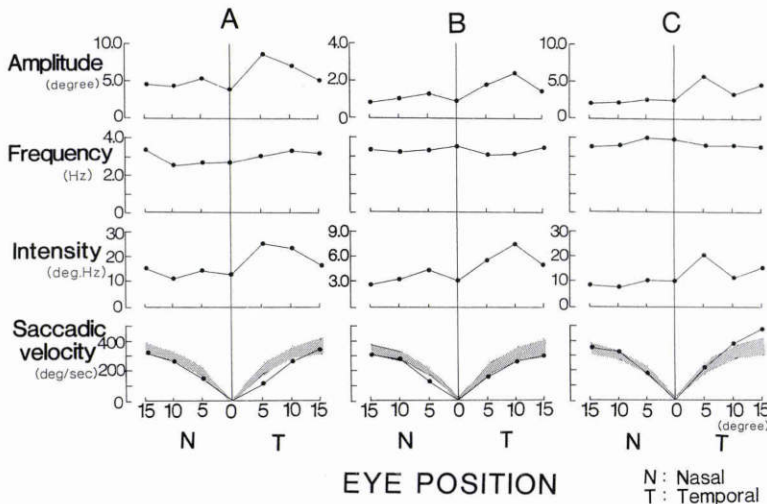 A B C
Amplitude
(degree)
10.0
5.0
0
4.0
2.0
0
10.0
5.0
0
Frequency
(Hz)
4.0
2.0
0
Intensity
(deg.Hz)
30
20
10
0
9.0
6.0
3.0
30
20
10
0
Saccadic
velocity
(deg/sec)
400
200
0
15 10 5 0 5 10 15 15 10 5 0 5 10 15 15 10 5 0 5 10 15
(degree)
N T N T N T
EYE POSITION
N : Nasal
T : Temporal